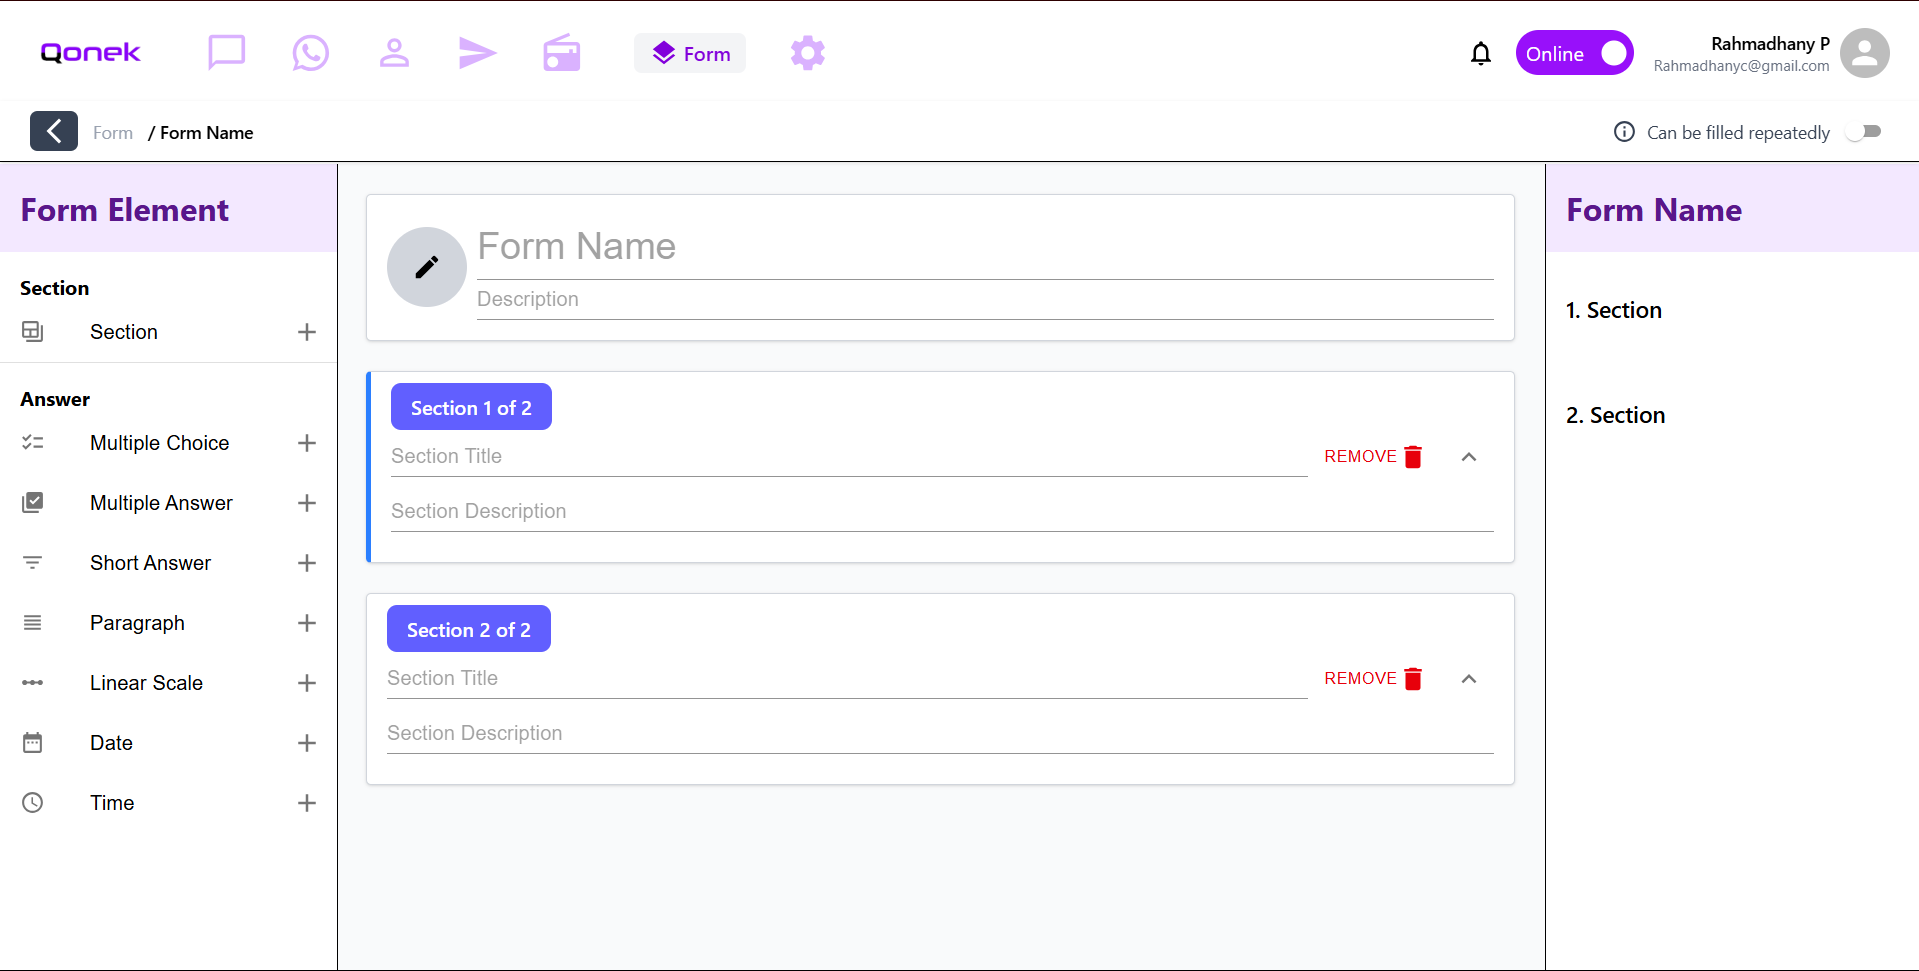 Qonek
Form
Online
Rahmadhany P
Rahmadhanyc@gmail.com
Form / Form Name
Can be filled repeatedly
Form Element
Section
Section
Answer
Multiple Choice
Multiple Answer
Short Answer
Paragraph
Linear Scale
Date
Time
Form Name
Description
Section 1 of 2
Section Title
REMOVE
Section Description
Section 2 of 2
Section Title
REMOVE
Section Description
Form Name
1. Section
2. Section